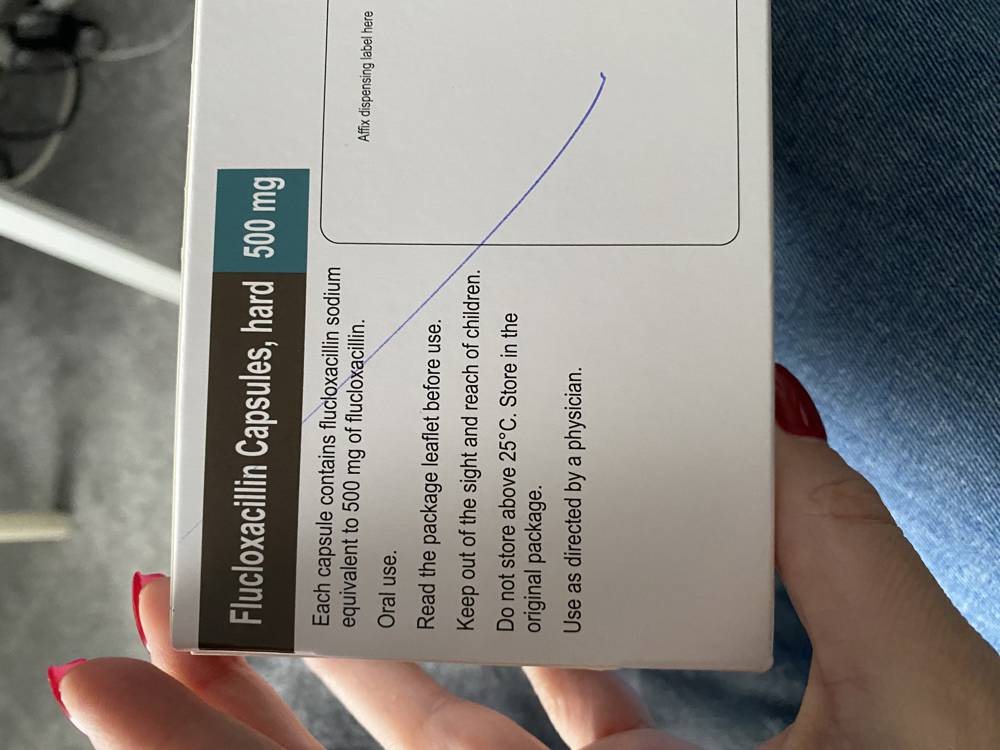 Flucloxacillin Capsules, hard 500 mg
Each capsule contains flucloxacillin sodium
equivalent to 500 mg of flucloxacillin.
Oral use.
Read the package leaflet before use.
Keep out of the sight and reach of children.
Do not store above 25°C. Store in the
original package.
Use as directed by a physician.
Affix dispensing label here